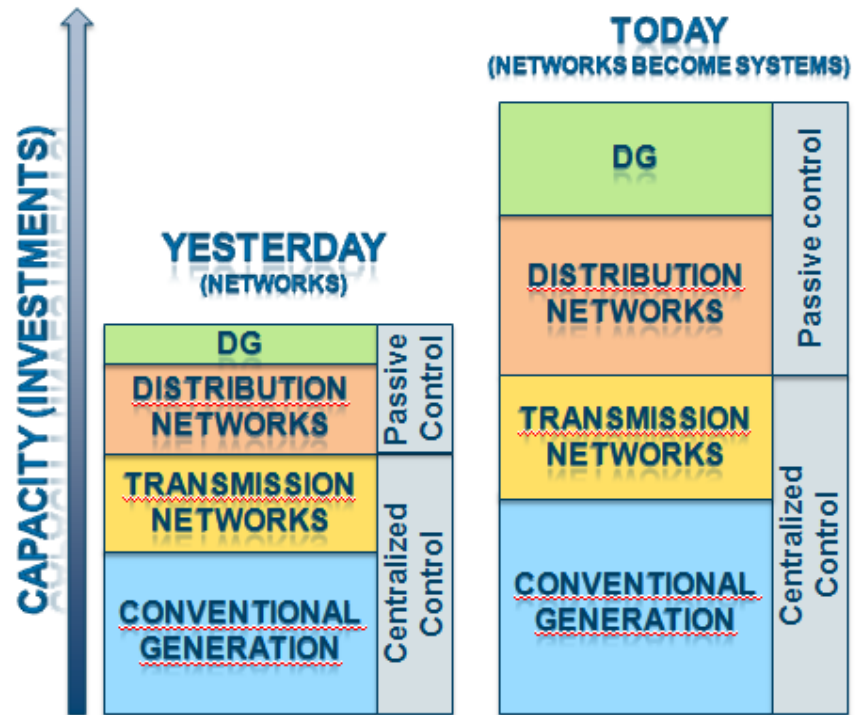 CAPACITY (INVESTMENTS)
YESTERDAY
(NETWORKS)
DG
DISTRIBUTION
NETWORKS
TRANSMISSION
NETWORKS
CONVENTIONAL
GENERATION
Passive
Control
Centralized
Control
TODAY
(NETWORKS BECOME SYSTEMS)
DG
DISTRIBUTION
NETWORKS
TRANSMISSION
NETWORKS
CONVENTIONAL
GENERATION
Passive control
Centralized
Control